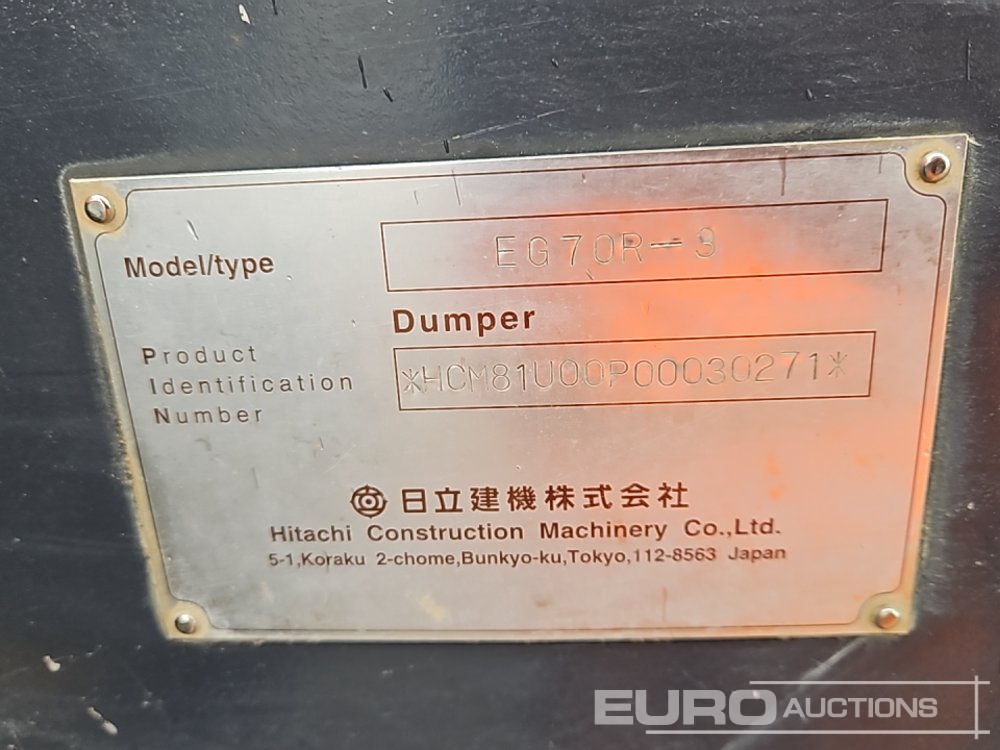 Model/type EG70R-3
Dumper
Product
Identification *HCM81U00P00030271*
Number
日立建機株式会社
Hitachi Construction Machinery Co.,Ltd.
5-1,Koraku 2-chome,Bunkyo-ku,Tokyo,112-8563 Japan
EURO AUCTIONS